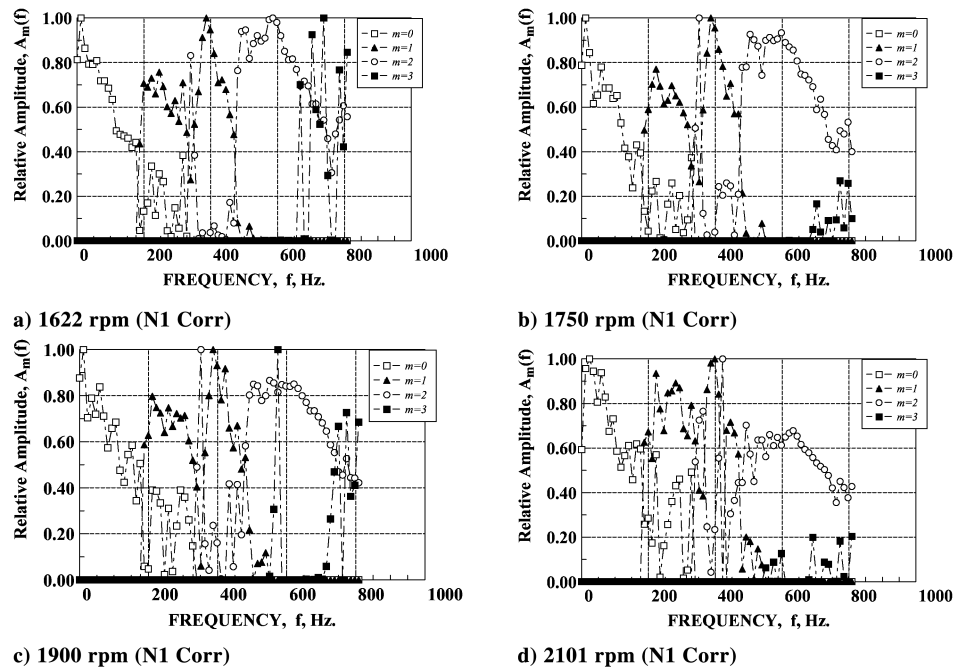 1.00
0.80
0.60
0.40
0.20
0.00
Relative Amplitude, Aₘ(f)
m=0
m=1
m=2
m=3
0 200 400 600 800 1000
FREQUENCY, f, Hz.
a) 1622 rpm (N1 Corr)
1.00
0.80
0.60
0.40
0.20
0.00
Relative Amplitude, Aₘ(f)
m=0
m=1
m=2
m=3
0 200 400 600 800 1000
FREQUENCY, f, Hz.
b) 1750 rpm (N1 Corr)
1.00
0.80
0.60
0.40
0.20
0.00
Relative Amplitude, Aₘ(f)
m=0
m=1
m=2
m=3
0 200 400 600 800 1000
FREQUENCY, f, Hz.
c) 1900 rpm (N1 Corr)
1.00
0.80
0.60
0.40
0.20
0.00
Relative Amplitude, Aₘ(f)
m=0
m=1
m=2
m=3
0 200 400 600 800 1000
FREQUENCY, f, Hz.
d) 2101 rpm (N1 Corr)